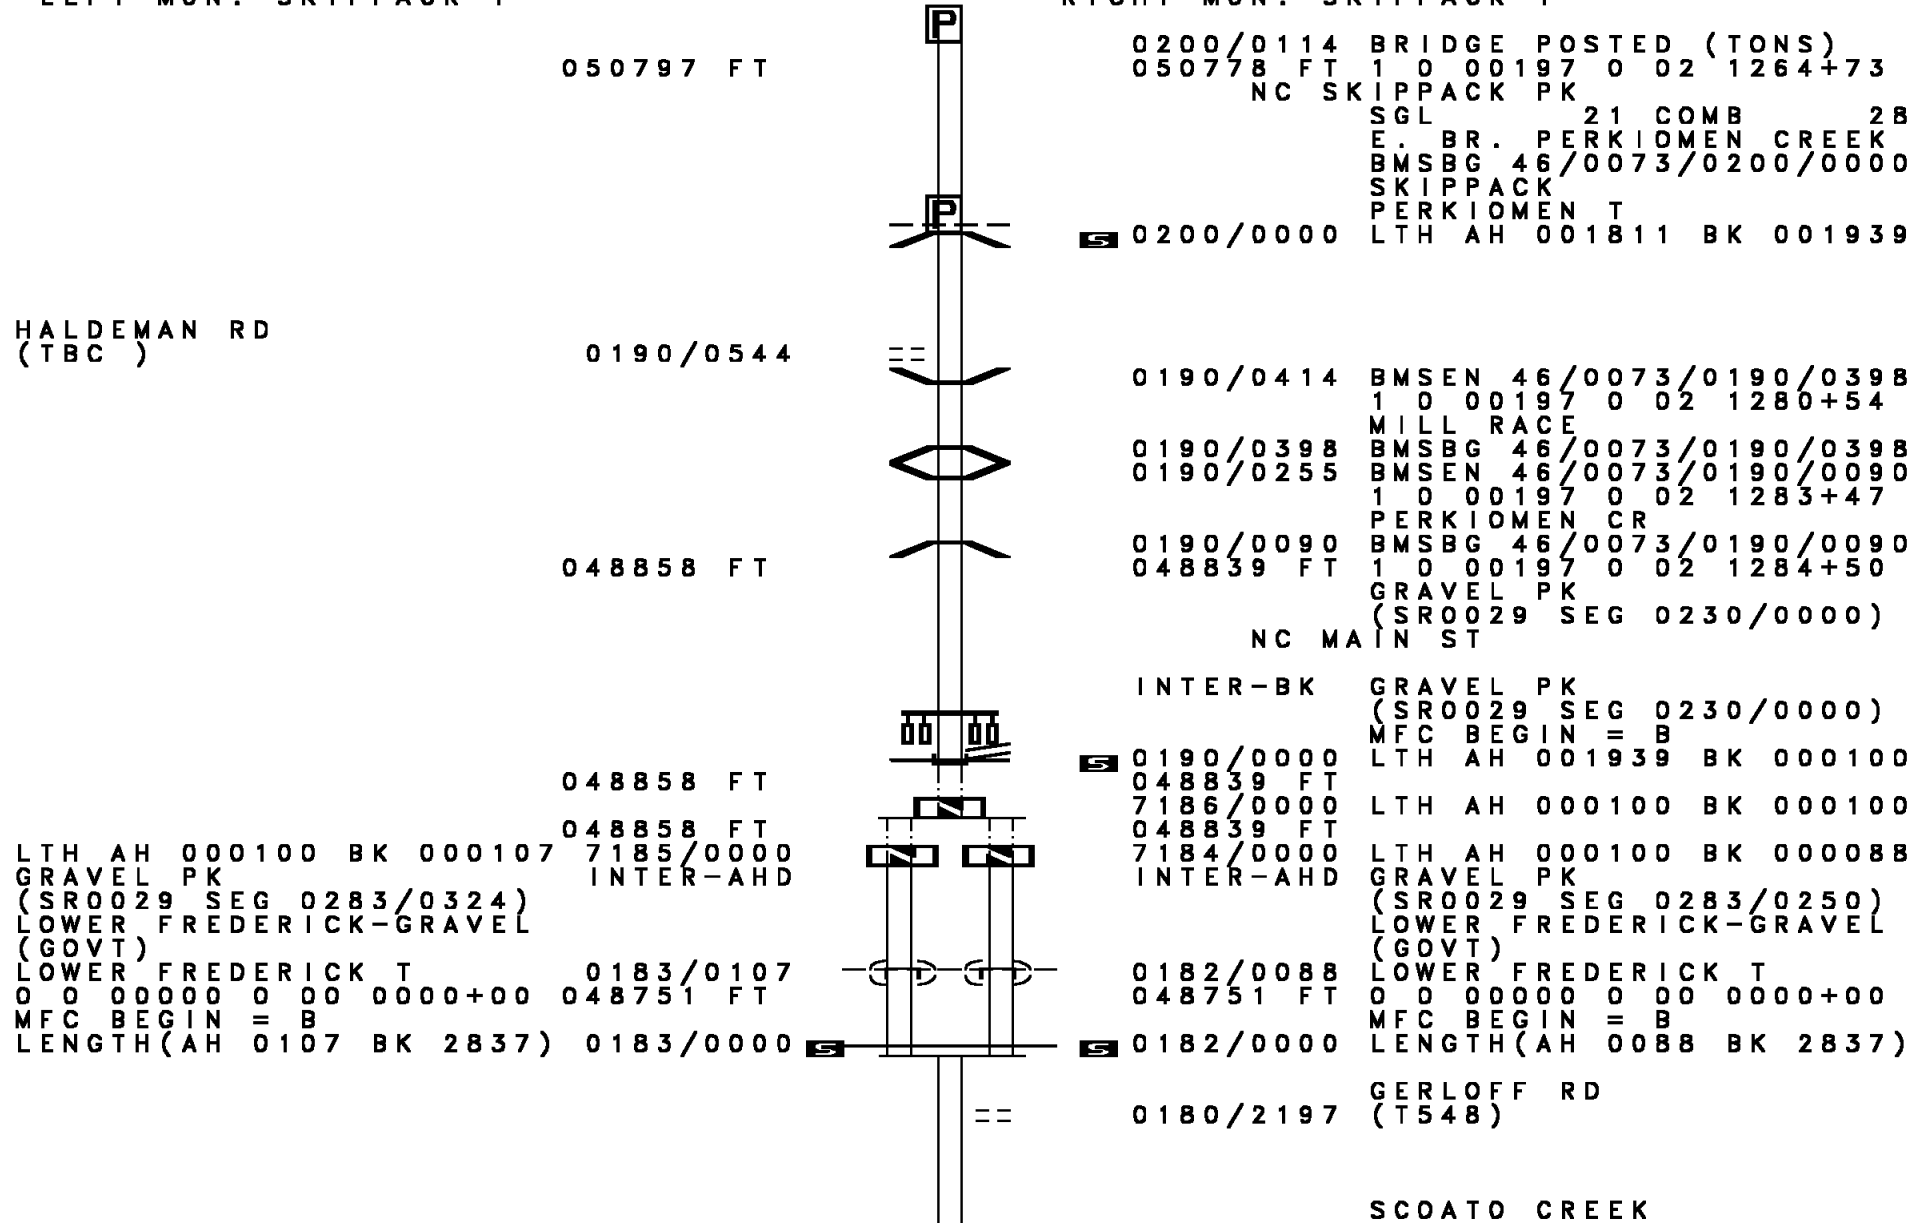 LEFT MUN: SKIPPACK T
RIGHT MUN: SKIPPACK T
P
0200/0114 BRIDGE POSTED (TONS)
050797 FT
050778 FT 1 0 00197 0 02 1264+73
NC SKIPPACK PK
SGL 21 COMB 28
E. BR. PERKIOMEN CREEK
BMSBG 46/0073/0200/0000
SKIPPACK
PERKIOMEN T
P
S 0200/0000 LTH AH 001811 BK 001939
HALDEMAN RD
(TBC ) 0190/0544
0190/0414 BMSEN 46/0073/0190/0398
1 0 00197 0 02 1280+54
MILL RACE
0190/0398 BMSBG 46/0073/0190/0398
0190/0255 BMSEN 46/0073/0190/0090
1 0 00197 0 02 1283+47
PERKIOMEN CR
0190/0090 BMSBG 46/0073/0190/0090
048858 FT
048839 FT 1 0 00197 0 02 1284+50
GRAVEL PK
(SR0029 SEG 0230/0000)
NC MAIN ST
INTER-BK GRAVEL PK
(SR0029 SEG 0230/0000)
MFC BEGIN = B
S 0190/0000 LTH AH 001939 BK 000100
048858 FT
048839 FT
7186/0000 LTH AH 000100 BK 000100
048858 FT
048839 FT
LTH AH 000100 BK 000107 7185/0000
GRAVEL PK INTER-AHD
(SR0029 SEG 0283/0324)
LOWER FREDERICK-GRAVEL
(GOVT)
LOWER FREDERICK T 0183/0107
0 0 00000 0 00 0000+00 048751 FT
MFC BEGIN = B
LENGTH(AH 0107 BK 2837) 0183/0000 S
7184/0000 LTH AH 000100 BK 000088
INTER-AHD GRAVEL PK
(SR0029 SEG 0283/0250)
LOWER FREDERICK-GRAVEL
(GOVT)
0182/0088 LOWER FREDERICK T
048751 FT 0 0 00000 0 00 0000+00
MFC BEGIN = B
S 0182/0000 LENGTH(AH 0088 BK 2837)
GERLOFF RD
0180/2197 (T548)
SCOATO CREEK